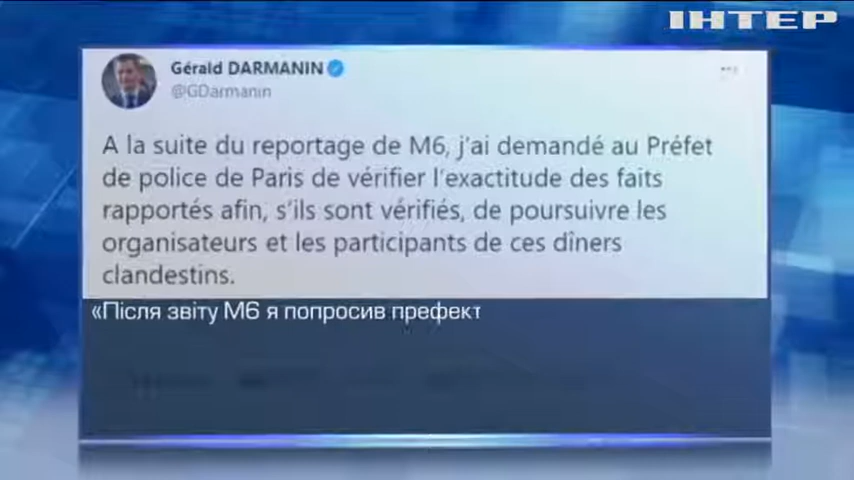 ІНТЕР
Gérald DARMANIN
@GDarmanin
A la suite du reportage de M6, j'ai demandé au Préfet
de police de Paris de vérifier l'exactitude des faits
rapportés afin, s'ils sont vérifiés, de poursuivre les
organisateurs et les participants de ces dîners
clandestins.
«Після звіту М6 я попросив префект